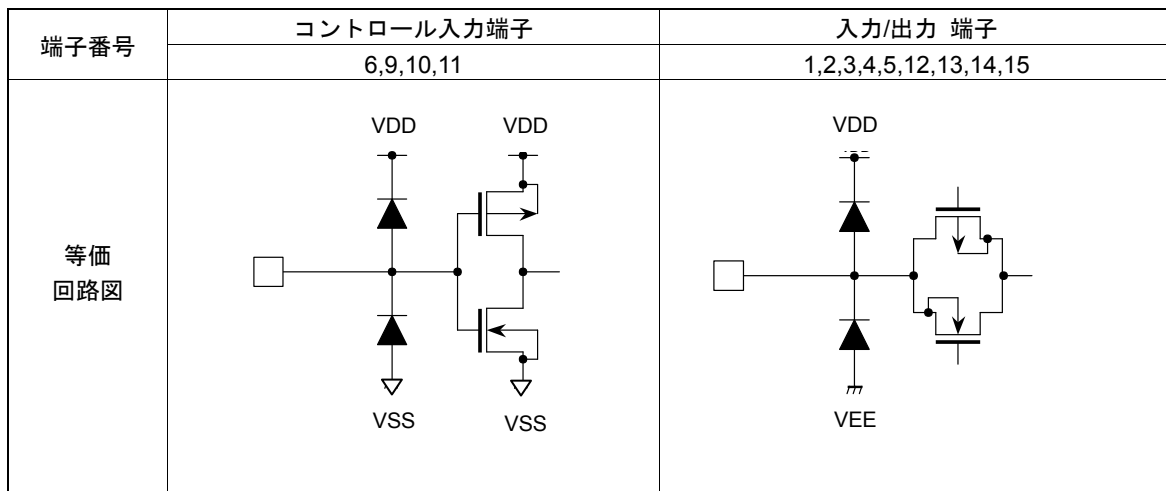 端子番号
コントロール入力端子
入力/出力 端子
6,9,10,11
1,2,3,4,5,12,13,14,15
等価
回路図
VDD
VDD
VSS
VSS
VDD
VEE